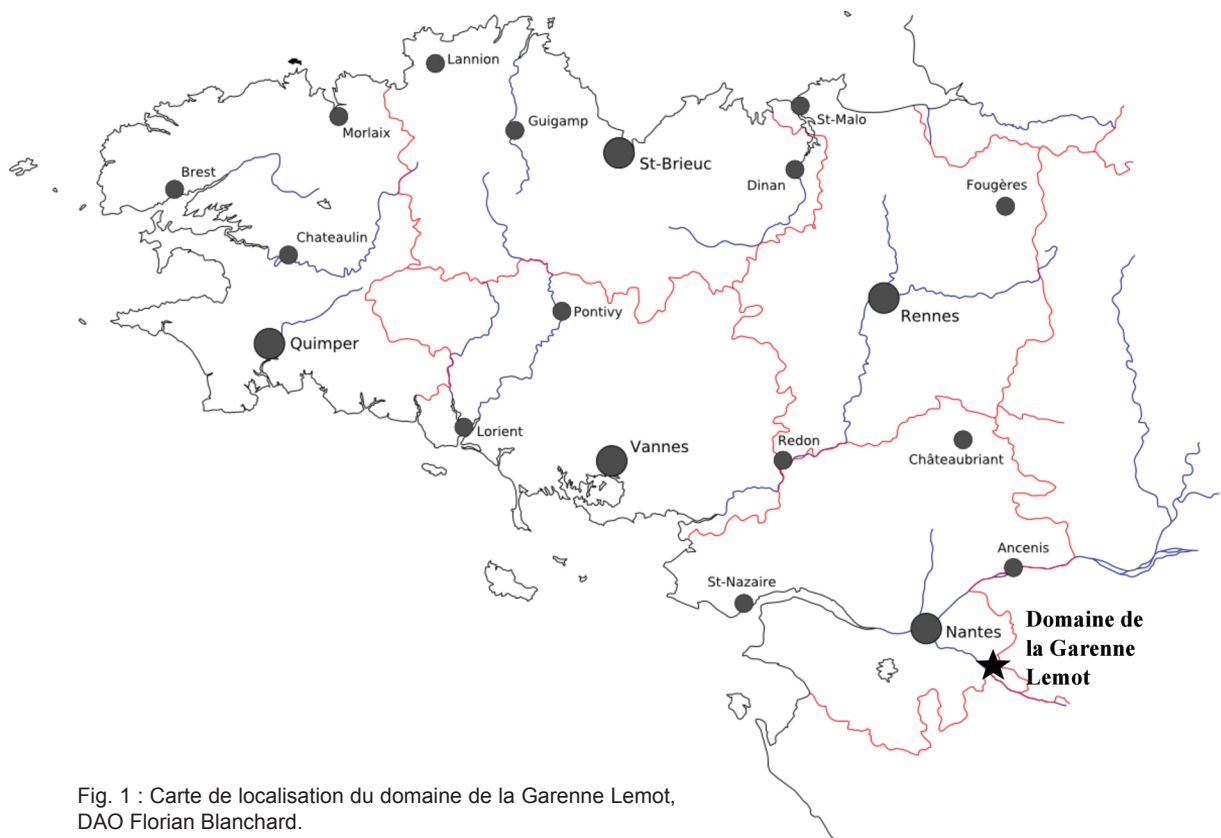 Lannion
Morlaix
Guigamp
St-Malo
St-Brieuc
Brest
Dinan
Fougères
Chateaulin
Pontivy
Rennes
Quimper
Lorient
Vannes
Redon
Châteaubriant
Ancenis
St-Nazaire
Nantes
Domaine de
la Garenne
Lemot
Fig. 1 : Carte de localisation du domaine de la Garenne Lemot,
DAO Florian Blanchard.